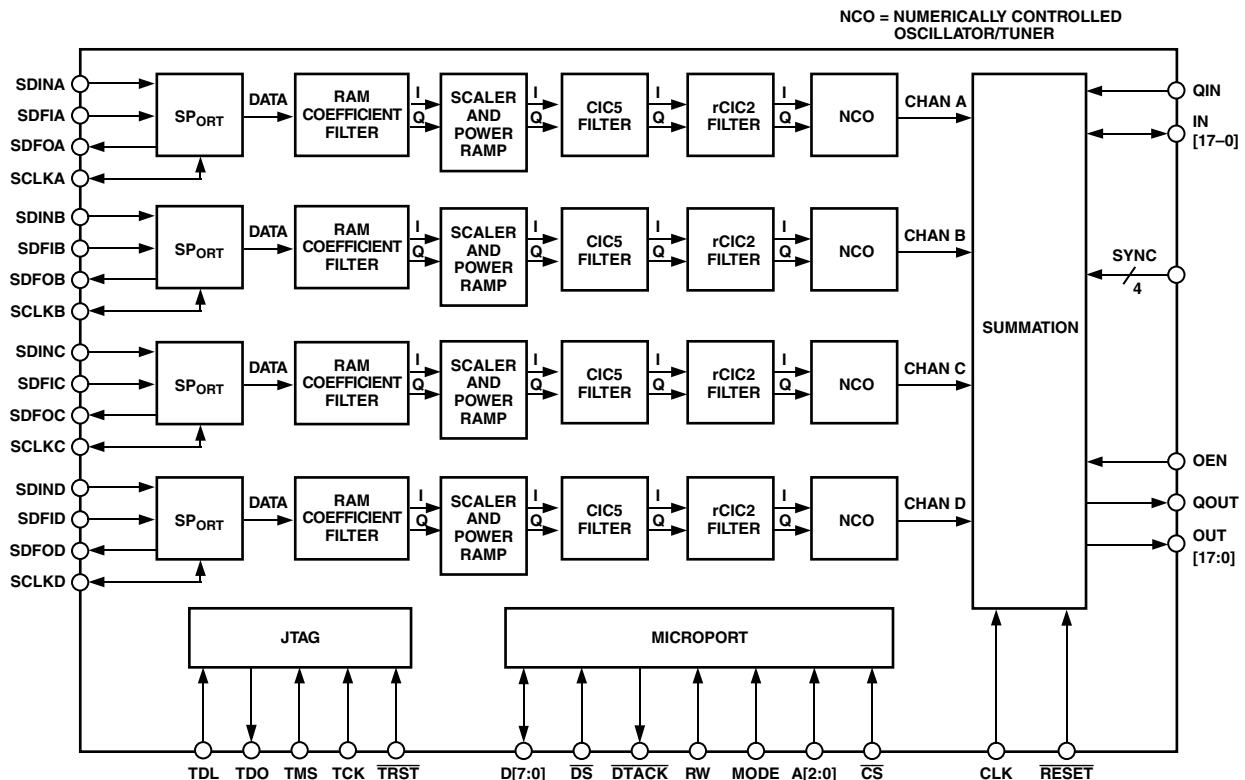 NCO = NUMERICALLY CONTROLLED
OSCILLATOR/TUNER
SDINA
SDFIA
SDFOA
SCLKA
SPORT
DATA
RAM
COEFFICIENT
FILTER
I
Q
SCALER
AND
POWER
RAMP
I
Q
CIC5
FILTER
I
Q
rCIC2
FILTER
I
Q
NCO
CHAN A
SDINB
SDFIB
SDFOB
SCLKB
SPORT
DATA
RAM
COEFFICIENT
FILTER
I
Q
SCALER
AND
POWER
RAMP
I
Q
CIC5
FILTER
I
Q
rCIC2
FILTER
I
Q
NCO
CHAN B
SDINC
SDFIC
SDFOC
SCLKC
SPORT
DATA
RAM
COEFFICIENT
FILTER
I
Q
SCALER
AND
POWER
RAMP
I
Q
CIC5
FILTER
I
Q
rCIC2
FILTER
I
Q
NCO
CHAN C
SDIND
SDFID
SDFOD
SCLKD
SPORT
DATA
RAM
COEFFICIENT
FILTER
I
Q
SCALER
AND
POWER
RAMP
I
Q
CIC5
FILTER
I
Q
rCIC2
FILTER
I
Q
NCO
CHAN D
SUMMATION
QIN
IN
[17–0]
SYNC
4
OEN
QOUT
OUT
[17:0]
JTAG
MICROPORT
TDL
TDO
TMS
TCK
TRST
D[7:0]
DS
DTACK
RW
MODE
A[2:0]
CS
CLK
RESET